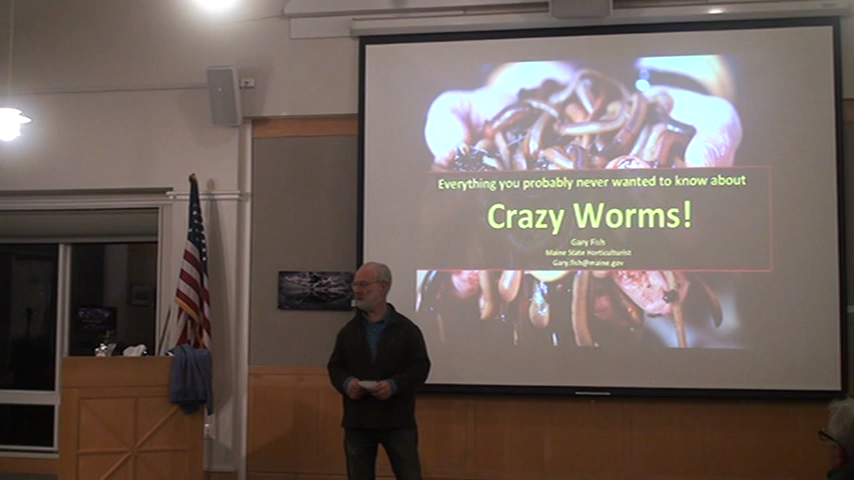 Everything you probably never wanted to know about
Crazy Worms!
Gary Fish
Maine State Horticulturist
Gary.fish@maine.gov